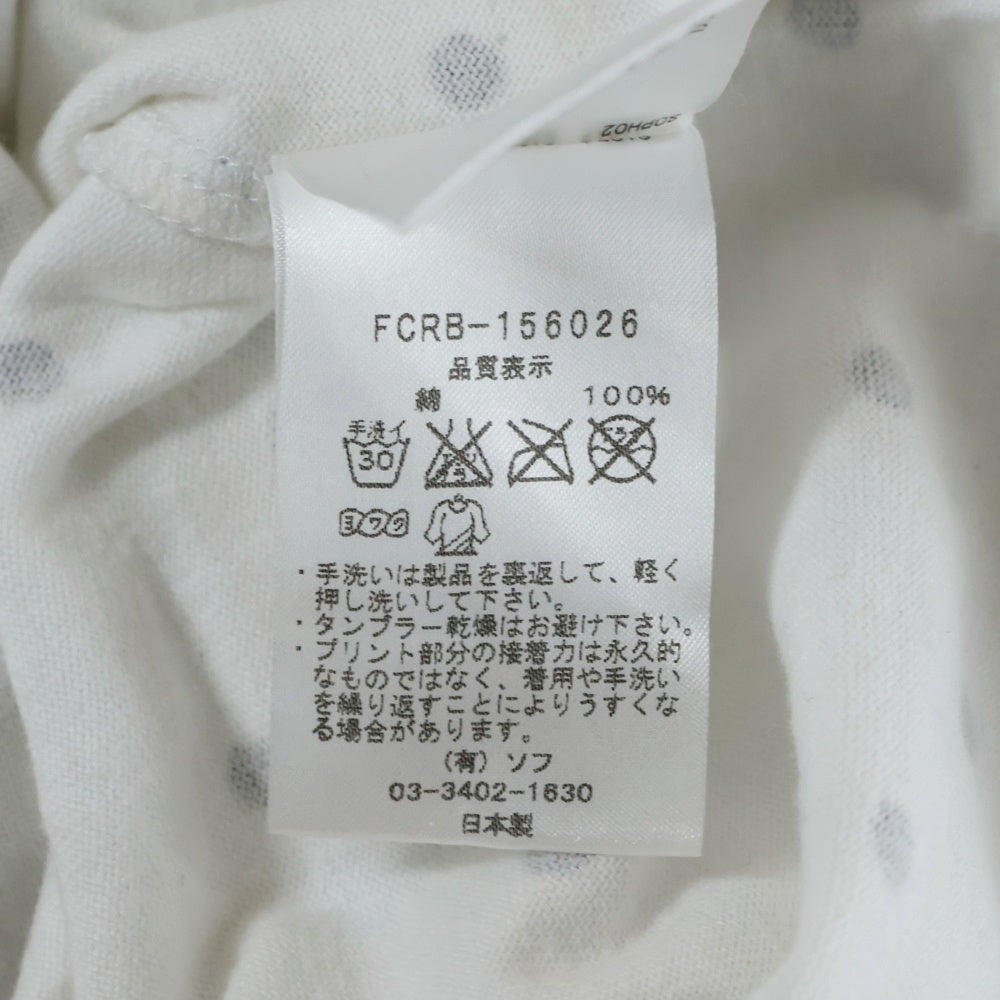 SOPH02
FCRB-156026
品質表示
綿 100%
手洗イ
30
ヨワク
・手洗いは製品を裏返して、軽く
押し洗いして下さい。
・タンブラー乾燥はお避け下さい。
・プリント部分の接着力は永久的
なものではなく、着用や手洗い
を繰り返すことによりうすくな
る場合があります。
(有)ソフ
03-3402-1630
日本製